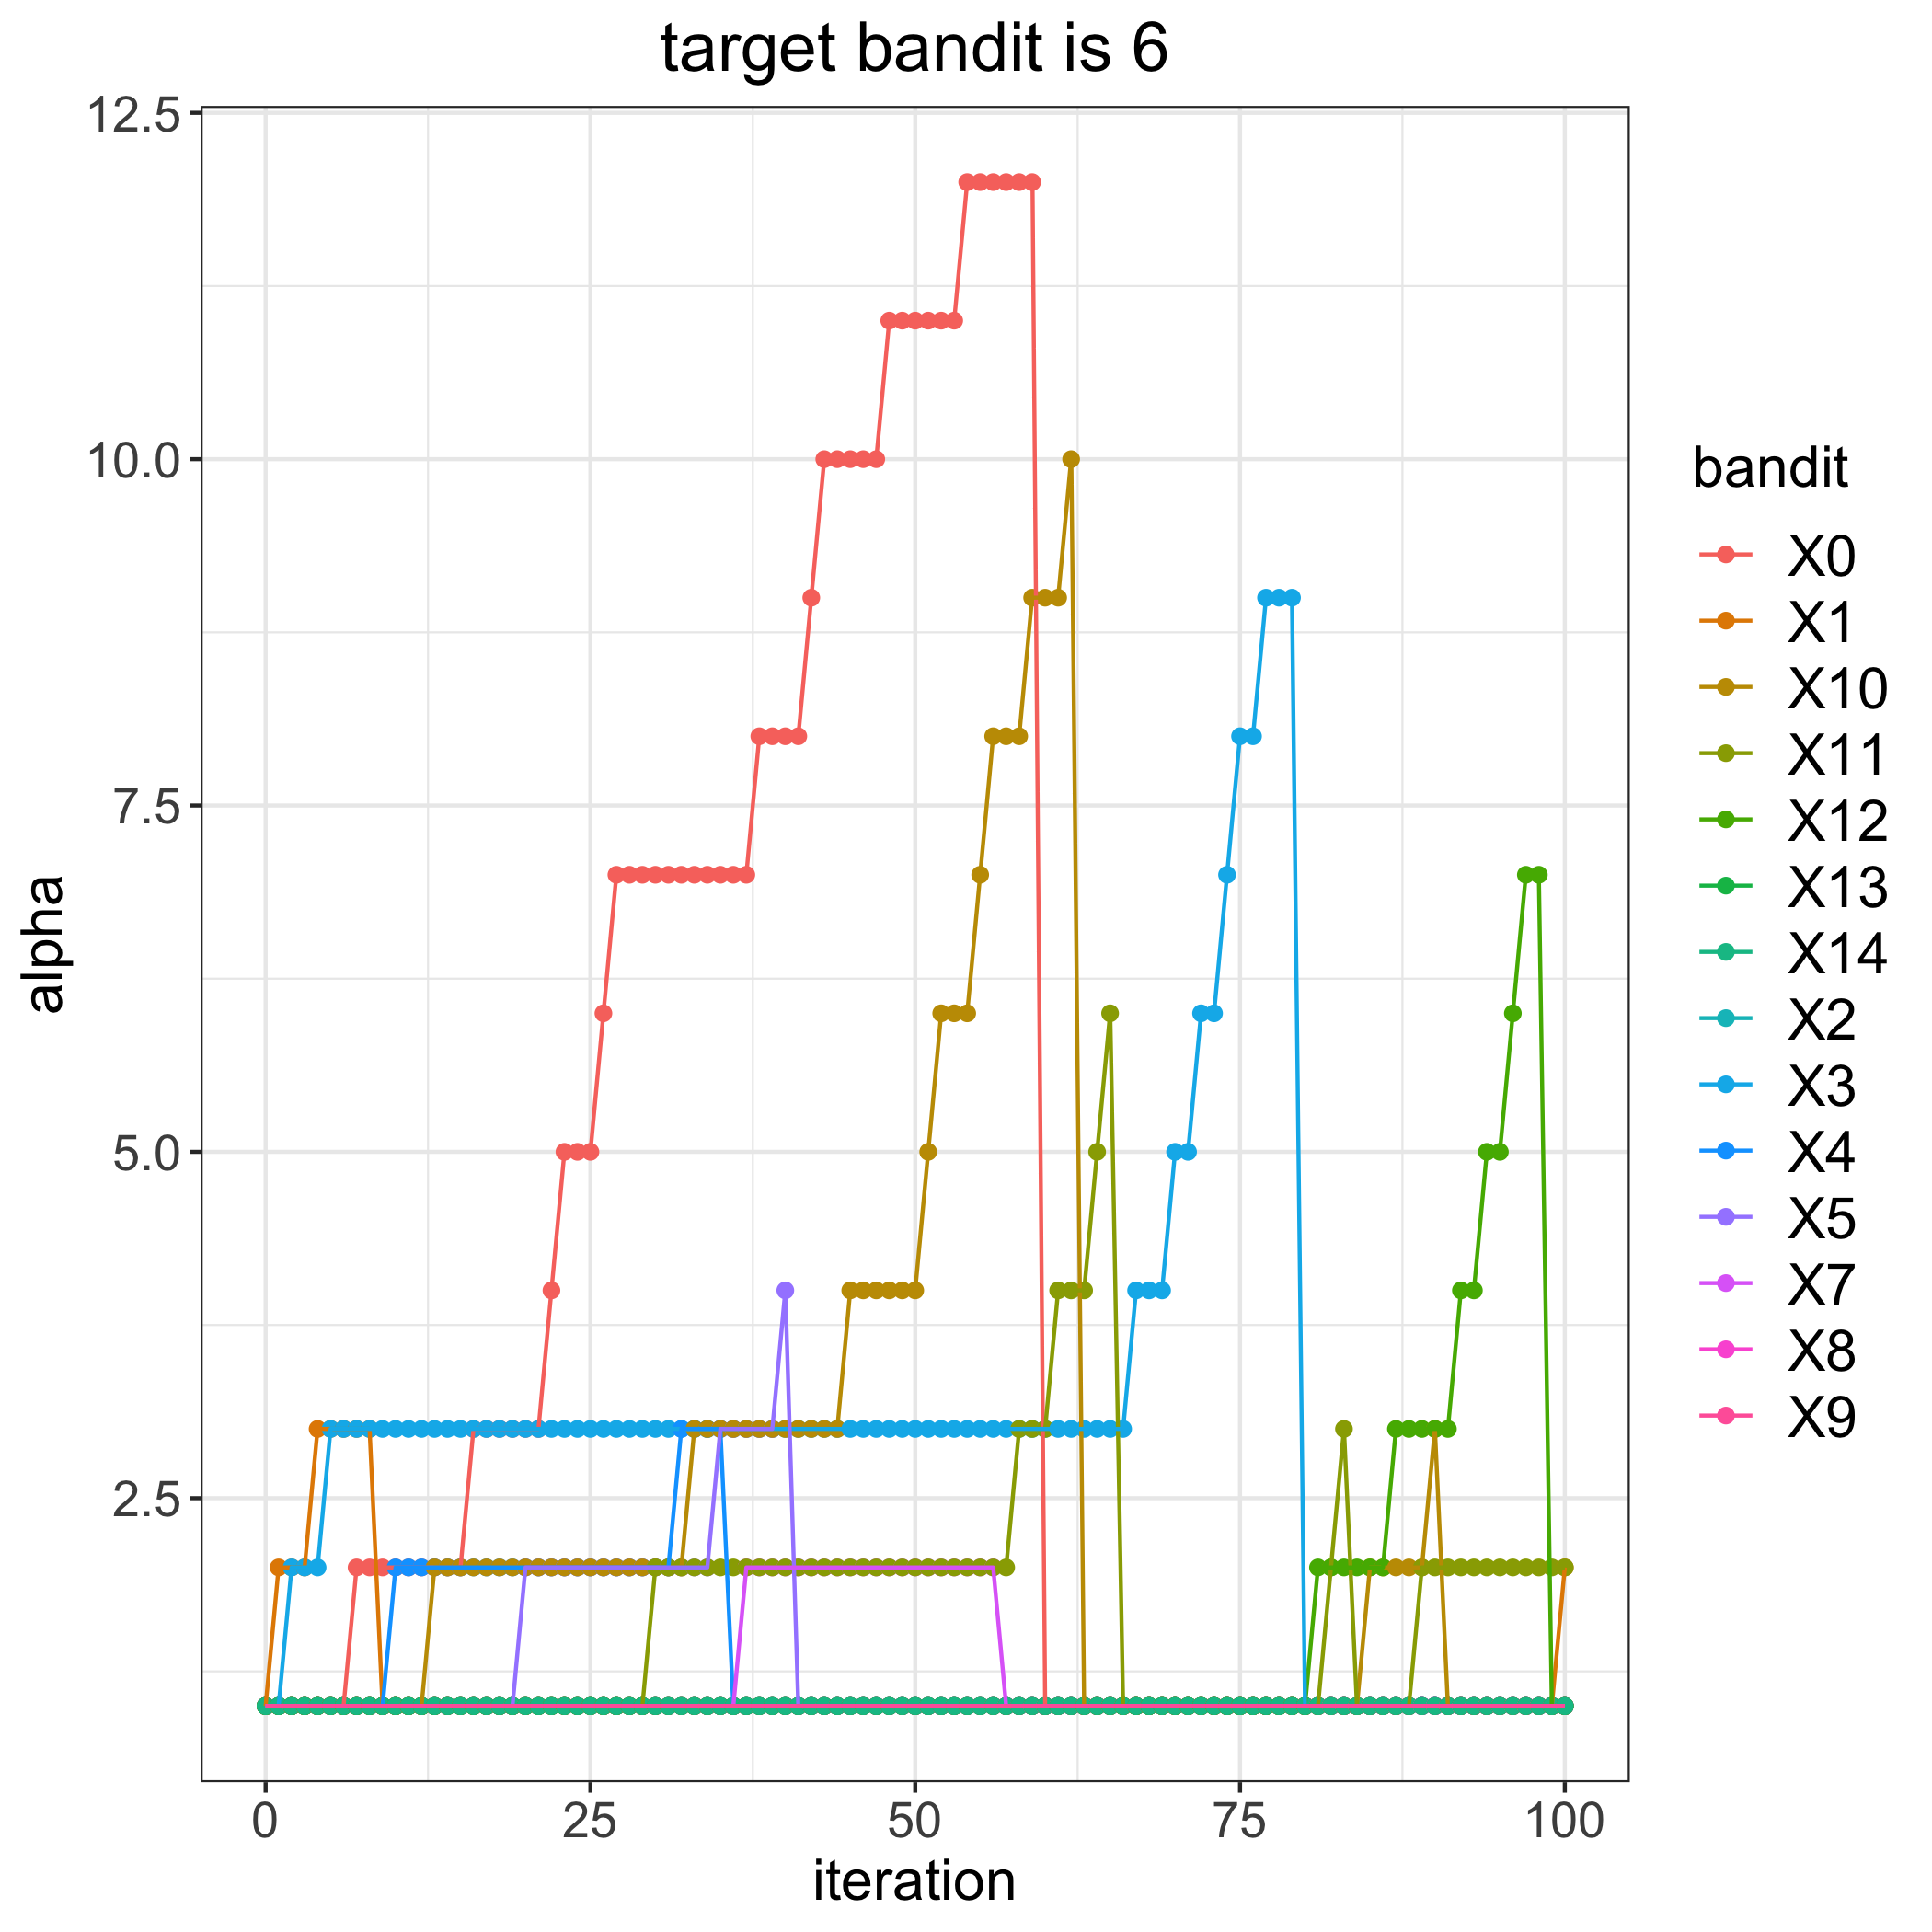 target bandit is 6
12.5
10.0
7.5
5.0
2.5
alpha
0 25 50 75 100
iteration
bandit
X0
X1
X10
X11
X12
X13
X14
X2
X3
X4
X5
X7
X8
X9